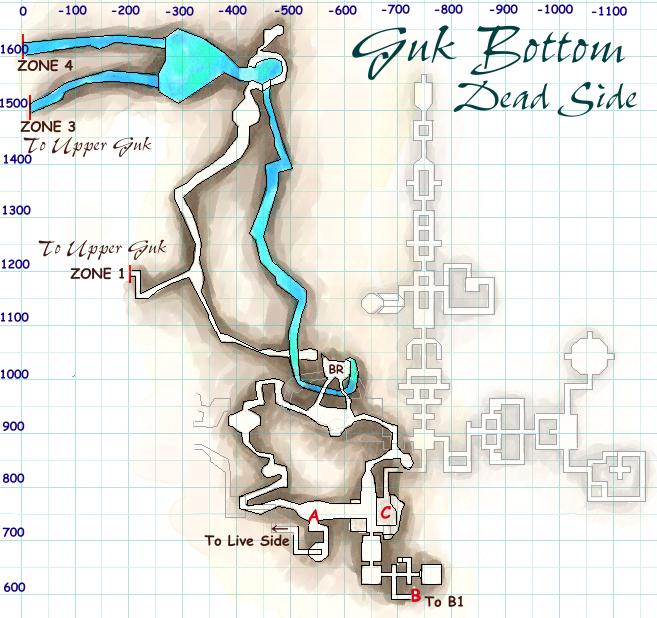 0 -100 -200 -300 -400 -500 -600 -700 -800 -900 -1000 -1100
Guk Bottom
Dead Side
1600
ZONE 4
1500
ZONE 3
To Upper Guk
1400
1300
To Upper Guk
1200
ZONE 1
1100
BR
1000
900
800
A
C
700
To Live Side
600
B To B1